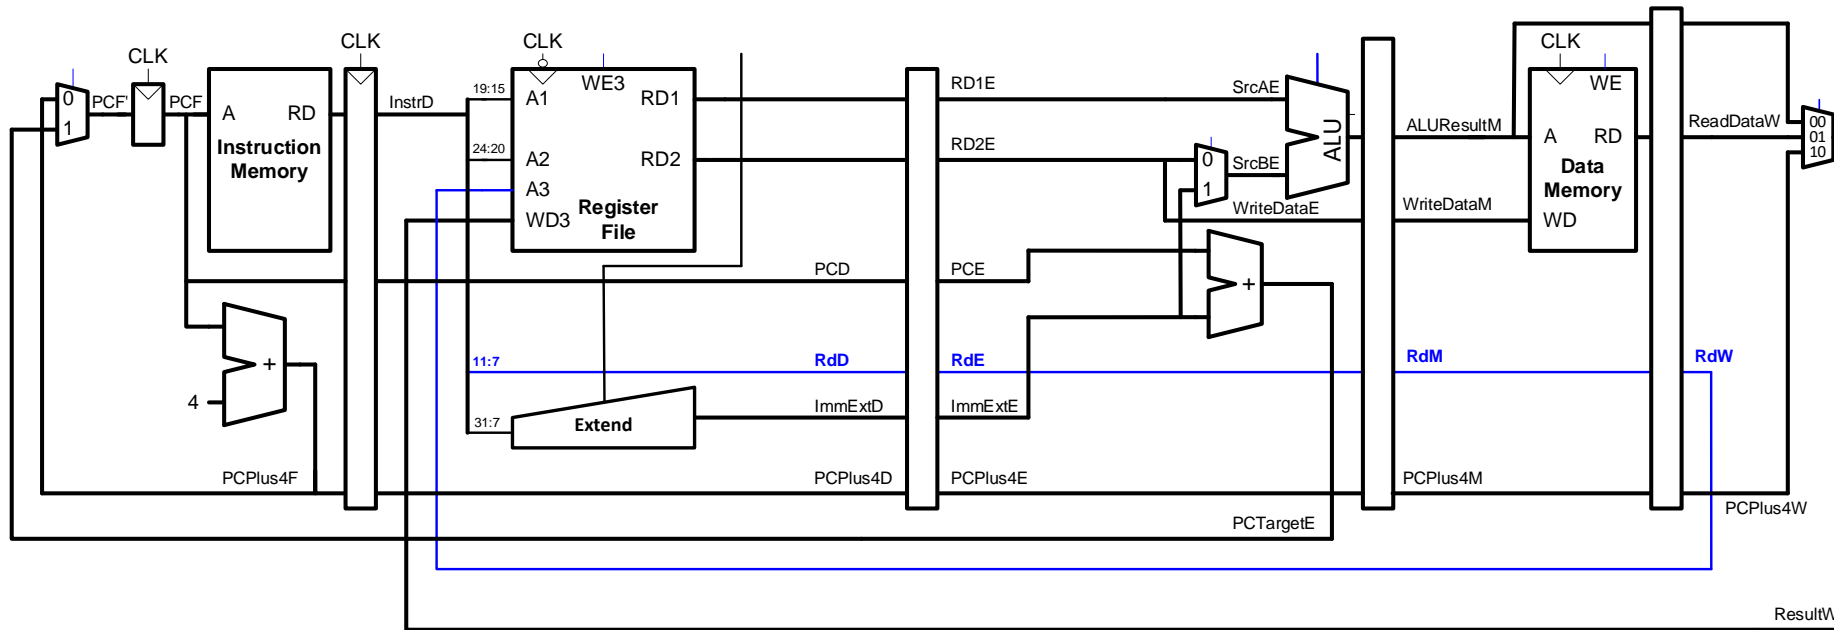 CLK
CLK
CLK
CLK
0
1
PCF'
PCF
A
RD
Instruction
Memory
InstrD
19:15
24:20
A1
A2
A3
WD3
WE3
RD1
RD2
Register
File
RD1E
RD2E
0
1
SrcAE
SrcBE
ALU
WriteDataE
ALUResultM
WriteDataM
A
RD
WE
Data
Memory
WD
ReadDataW
00
01
10
PCD
PCE
+
+
4
11:7
RdD
RdE
RdM
RdW
31:7
Extend
ImmExtD
ImmExtE
PCPlus4F
PCPlus4D
PCPlus4E
PCPlus4M
PCPlus4W
PCTargetE
ResultW